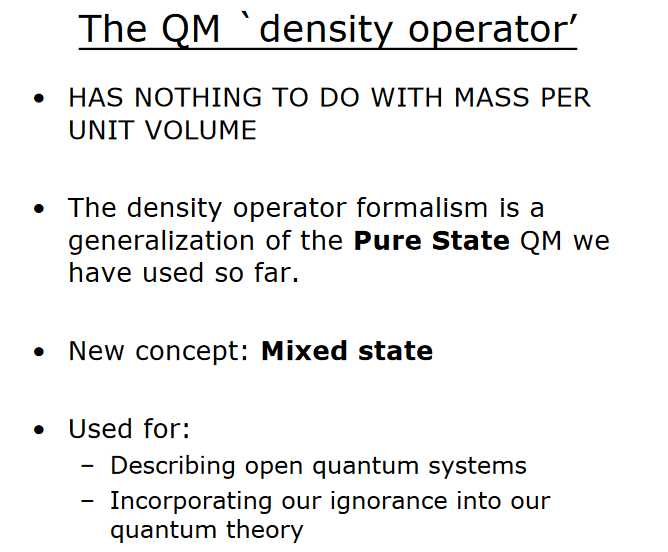 The QM `density operator’
• HAS NOTHING TO DO WITH MASS PER
UNIT VOLUME
• The density operator formalism is a
generalization of the Pure State QM we
have used so far.
• New concept: Mixed state
• Used for:
– Describing open quantum systems
– Incorporating our ignorance into our
quantum theory